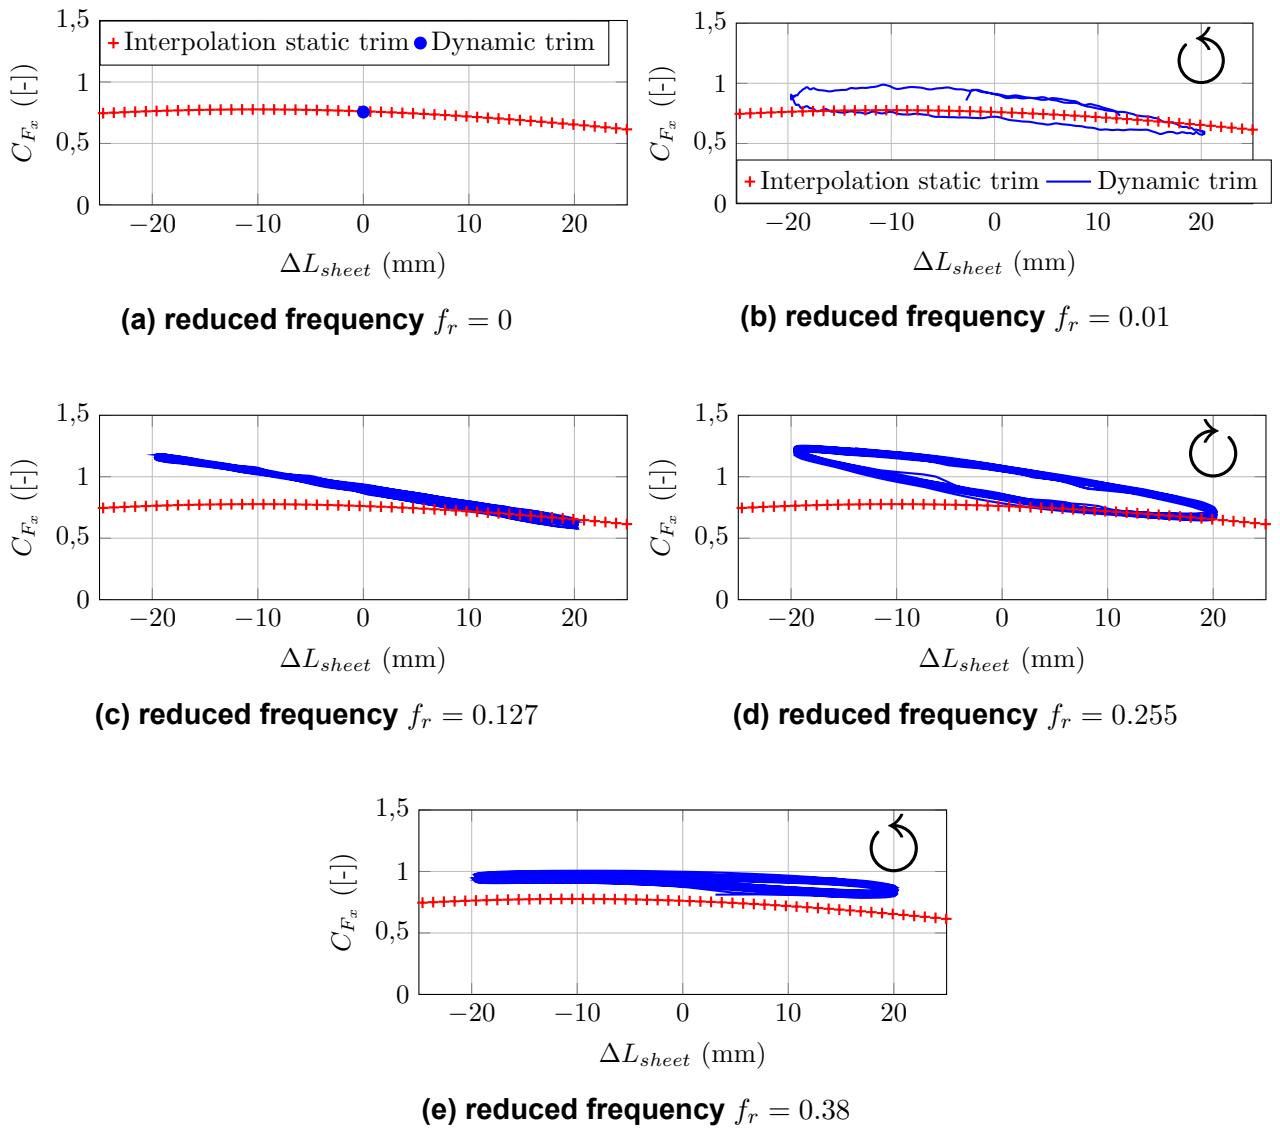 1,5
1
0,5
0
C_{F_x} ([-])
Interpolation static trim Dynamic trim
−20 −10 0 10 20
ΔL_{sheet} (mm)
(a) reduced frequency f_r = 0
1,5
1
0,5
0
C_{F_x} ([-])
Interpolation static trim Dynamic trim
−20 −10 0 10 20
ΔL_{sheet} (mm)
(b) reduced frequency f_r = 0.01
1,5
1
0,5
0
C_{F_x} ([-])
−20 −10 0 10 20
ΔL_{sheet} (mm)
(c) reduced frequency f_r = 0.127
1,5
1
0,5
0
C_{F_x} ([-])
−20 −10 0 10 20
ΔL_{sheet} (mm)
(d) reduced frequency f_r = 0.255
1,5
1
0,5
0
C_{F_x} ([-])
−20 −10 0 10 20
ΔL_{sheet} (mm)
(e) reduced frequency f_r = 0.38